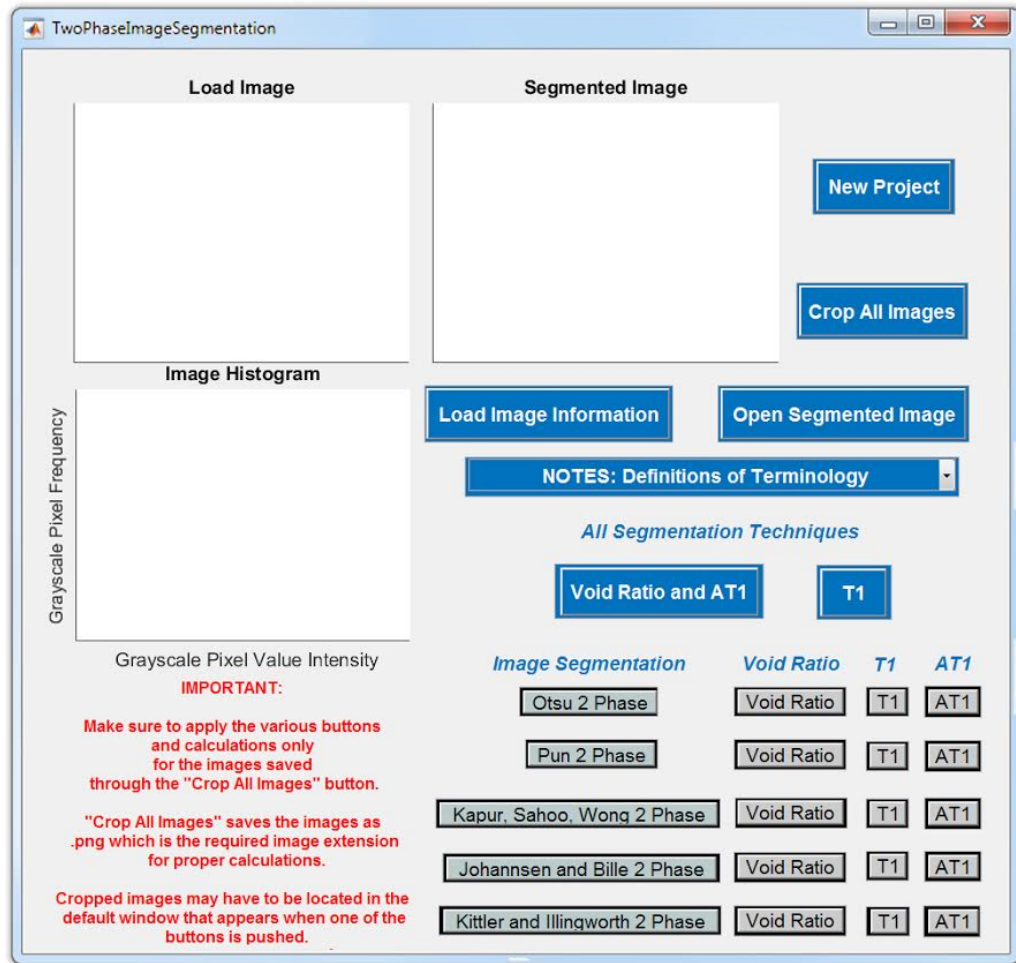 TwoPhaseImageSegmentation
Load Image
Segmented Image
New Project
Crop All Images
Image Histogram
Grayscale Pixel Frequency
Grayscale Pixel Value Intensity
Load Image Information
Open Segmented Image
NOTES: Definitions of Terminology
All Segmentation Techniques
Void Ratio and AT1
T1
IMPORTANT:
Make sure to apply the various buttons
and calculations only
for the images saved
through the "Crop All Images" button.
"Crop All Images" saves the images as
.png which is the required image extension
for proper calculations.
Cropped images may have to be located in the
default window that appears when one of the
buttons is pushed.
Image Segmentation Void Ratio T1 AT1
Otsu 2 Phase Void Ratio T1 AT1
Pun 2 Phase Void Ratio T1 AT1
Kapur, Sahoo, Wong 2 Phase Void Ratio T1 AT1
Johannsen and Bille 2 Phase Void Ratio T1 AT1
Kittler and Illingworth 2 Phase Void Ratio T1 AT1